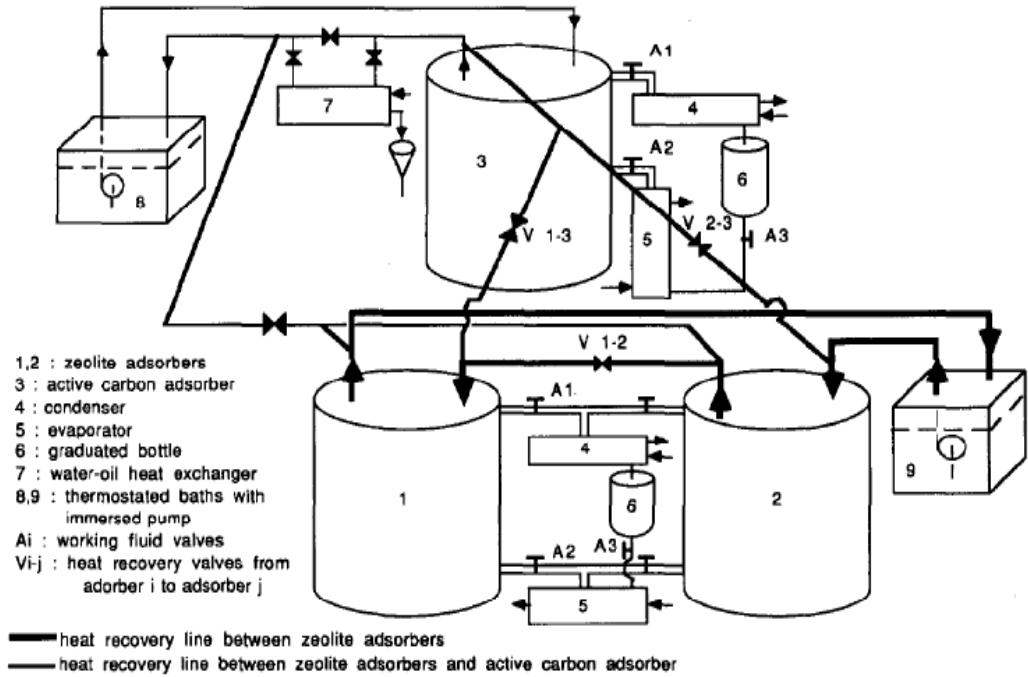 A1
7
4
3
A2
6
8
V 2-3
V 1-3
5
A3
V 1-2
1,2 : zeolite adsorbers
3 : active carbon adsorber
4 : condenser
5 : evaporator
6 : graduated bottle
7 : water-oil heat exchanger
8,9 : thermostated baths with
immersed pump
Ai : working fluid valves
Vi-j : heat recovery valves from
adorber i to adsorber j
A1
4
9
1
6
2
A2
A3
5
heat recovery line between zeolite adsorbers
heat recovery line between zeolite adsorbers and active carbon adsorber